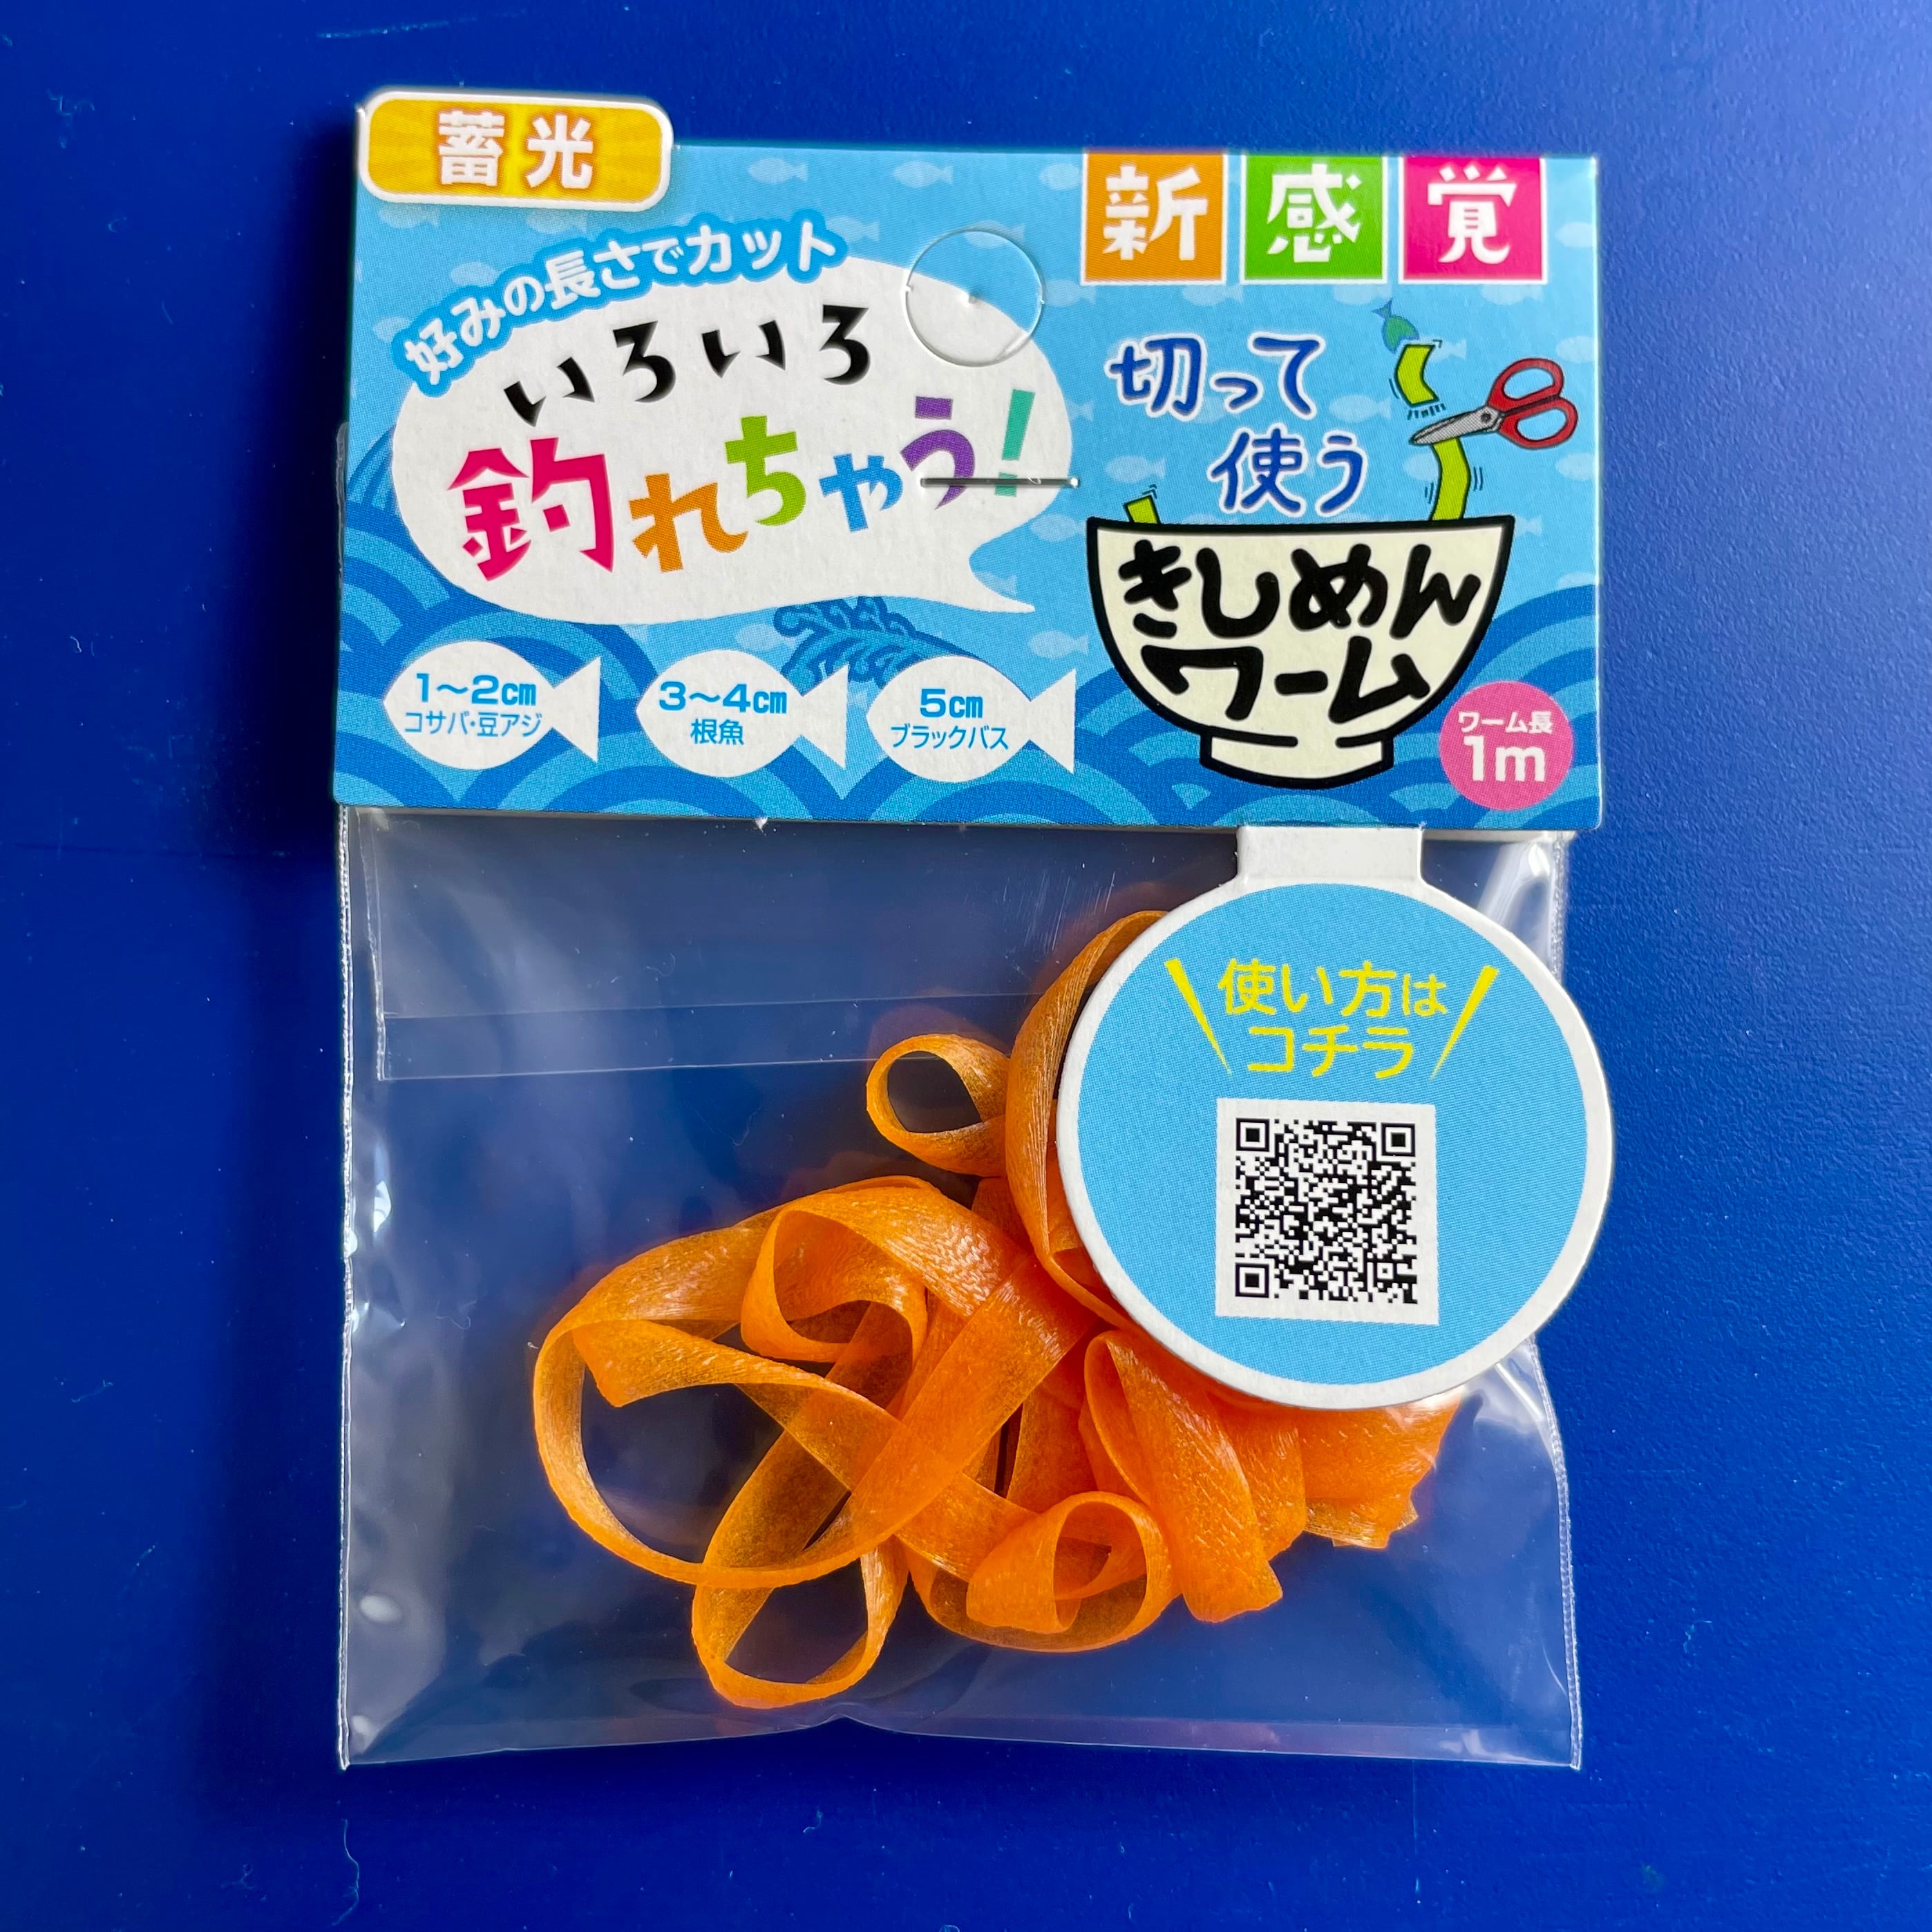 蓄光
新感覚
好みの長さでカット
いろいろ
釣れちゃう!
切って
使う
きしめん
ワーム
1〜2cm
コサバ・豆アジ
3〜4cm
根魚
5cm
ブラックバス
ワーム長
1m
使い方は
コチラ